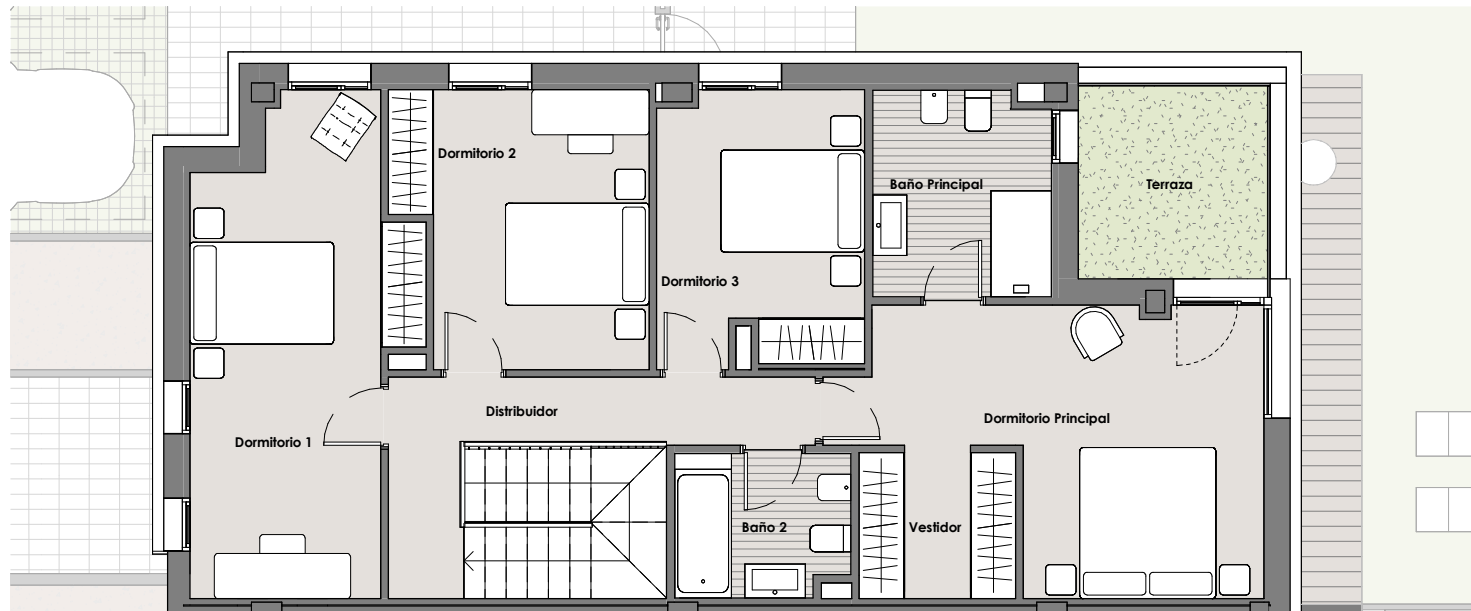 Dormitorio 2
Baño Principal
Terraza
Dormitorio 3
Distribuidor
Dormitorio Principal
Dormitorio 1
Baño 2
Vestidor